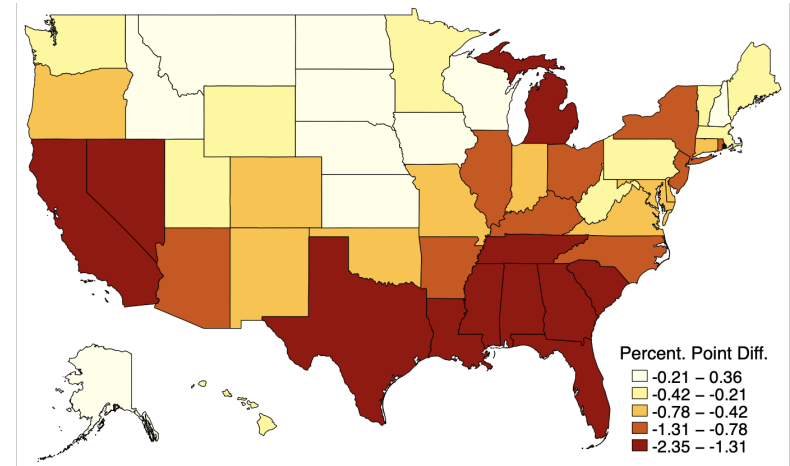 Percent. Point Diff.
-0.21 – 0.36
-0.42 – -0.21
-0.78 – -0.42
-1.31 – -0.78
-2.35 – -1.31